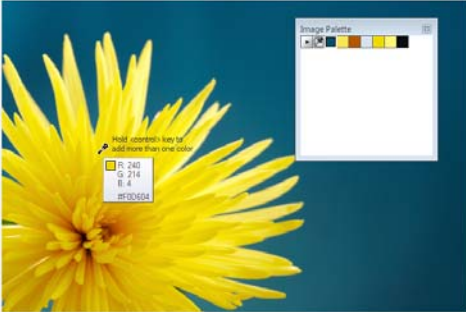 Image Palette
Hold <control> key to
add more than one color
R: 240
G: 214
B: 4
#F0D604